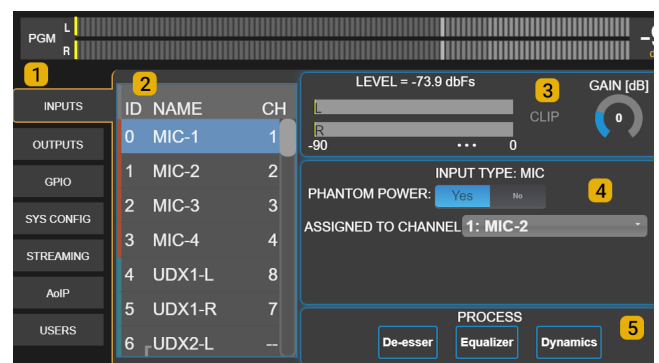 PGM L
R
-9
1
2
3
INPUTS
OUTPUTS
GPIO
SYS CONFIG
STREAMING
AoIP
USERS
ID NAME CH
0 MIC-1 1
1 MIC-2 2
2 MIC-3 3
3 MIC-4 4
4 UDX1-L 8
5 UDX1-R 7
6 UDX2-L --
LEVEL = -73.9 dbFs
GAIN [dB]
L
CLIP
0
R
-90 ... 0
INPUT TYPE: MIC
PHANTOM POWER: Yes No
4
ASSIGNED TO CHANNEL 1: MIC-2
PROCESS
5
De-esser Equalizer Dynamics